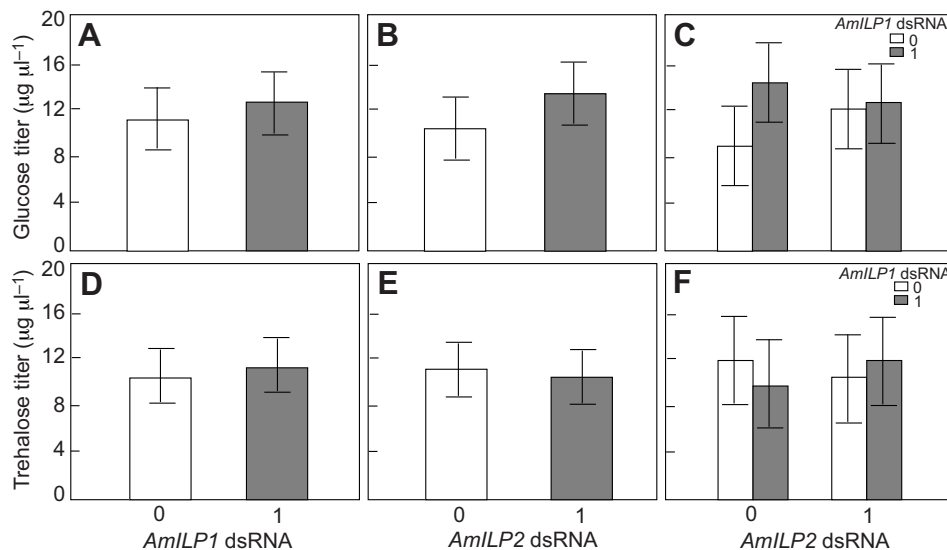 Glucose titer (µg µl⁻¹)
20
16
12
8
4
0
A
B
C
AmILP1 dsRNA
0
1
Trehalose titer (µg µl⁻¹)
20
16
12
8
4
0
D
E
F
AmILP1 dsRNA
0
1
0 1
0 1
0 1
AmILP1 dsRNA
AmILP2 dsRNA
AmILP2 dsRNA